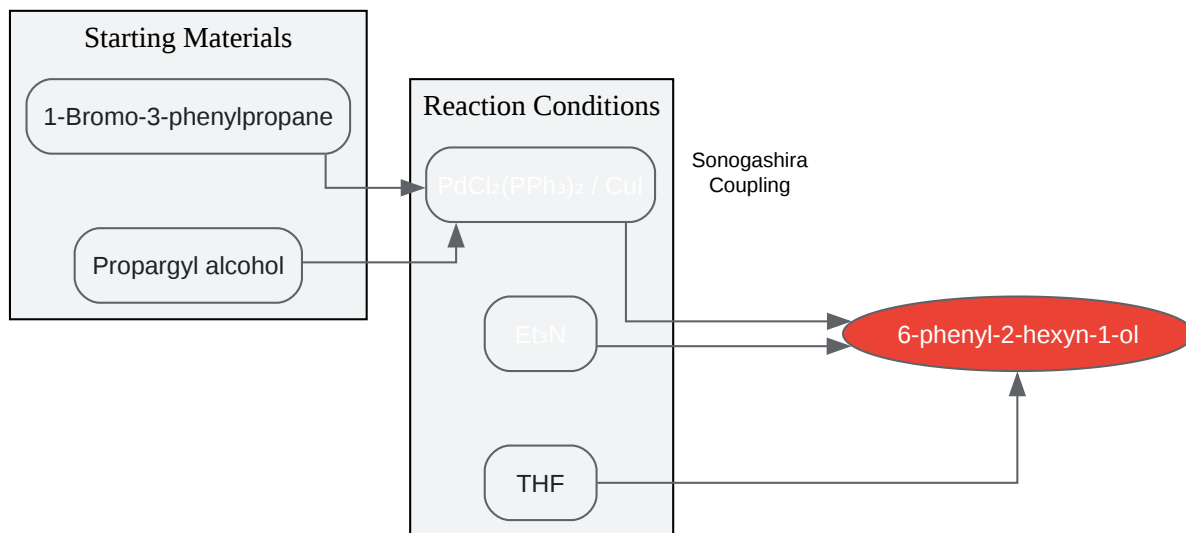 Starting Materials
1-Bromo-3-phenylpropane
Propargyl alcohol
Reaction Conditions
PdCl₂(PPh₃)₂ / CuI
Et₃N
THF
Sonogashira
Coupling
6-phenyl-2-hexyn-1-ol